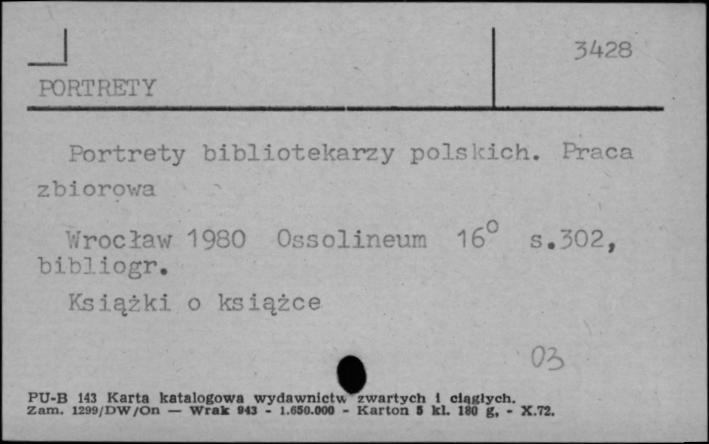 3428
PORTRETY
Portrety bibliotekarzy polskich. Praca
zbiorowa
Wrocław 1980 Ossolineum 16° s.302,
bibliogr.
Książki o książce
03
PU-B 143 Karta katalogowa wydawnictw zwartych i ciągłych.
Zam. 1299/DW/On — Wrak 943 - 1.650.000 - Karton 5 kl. 180 g, - X.72.